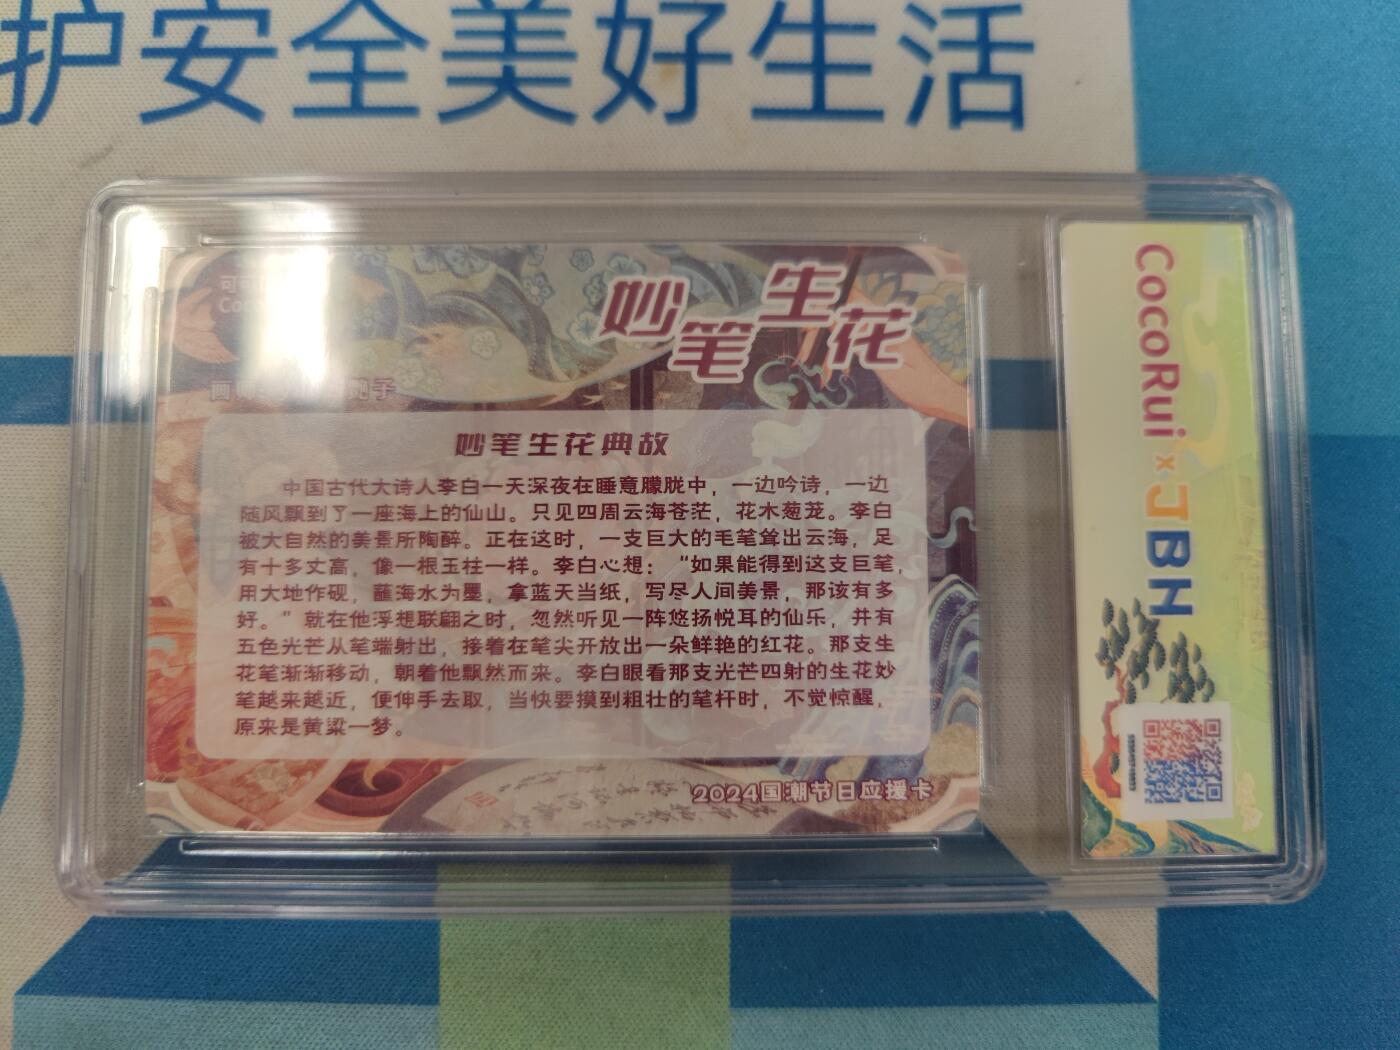 护安全美好生活
妙笔生花
妙笔生花典故
中国古代大诗人李白一天深夜在睡意朦胧中，一边吟诗，一边
随风飘到了一座海上的仙山。只见四周云海苍茫，花木葱茏。李白
被大自然的美景所陶醉。正在这时，一支巨大的毛笔耸出云海，足
有十多丈高，像一根玉柱一样。李白心想：“如果能得到这支巨笔，
用大地作砚，蘸海水为墨，拿蓝天当纸，写尽人间美景，那该有多
好。”就在他浮想联翩之时，忽然听见一阵悠扬悦耳的仙乐，并有
五色光芒从笔端射出，接着在笔尖开放出一朵鲜艳的红花。那支生
花笔渐渐移动，朝着他飘然而来。李白眼看那支光芒四射的生花妙
笔越来越近，便伸手去取，当快要摸到粗壮的笔杆时，不觉惊醒，
原来是黄粱一梦。
2024国潮节日应援卡
CocoRui x JBH